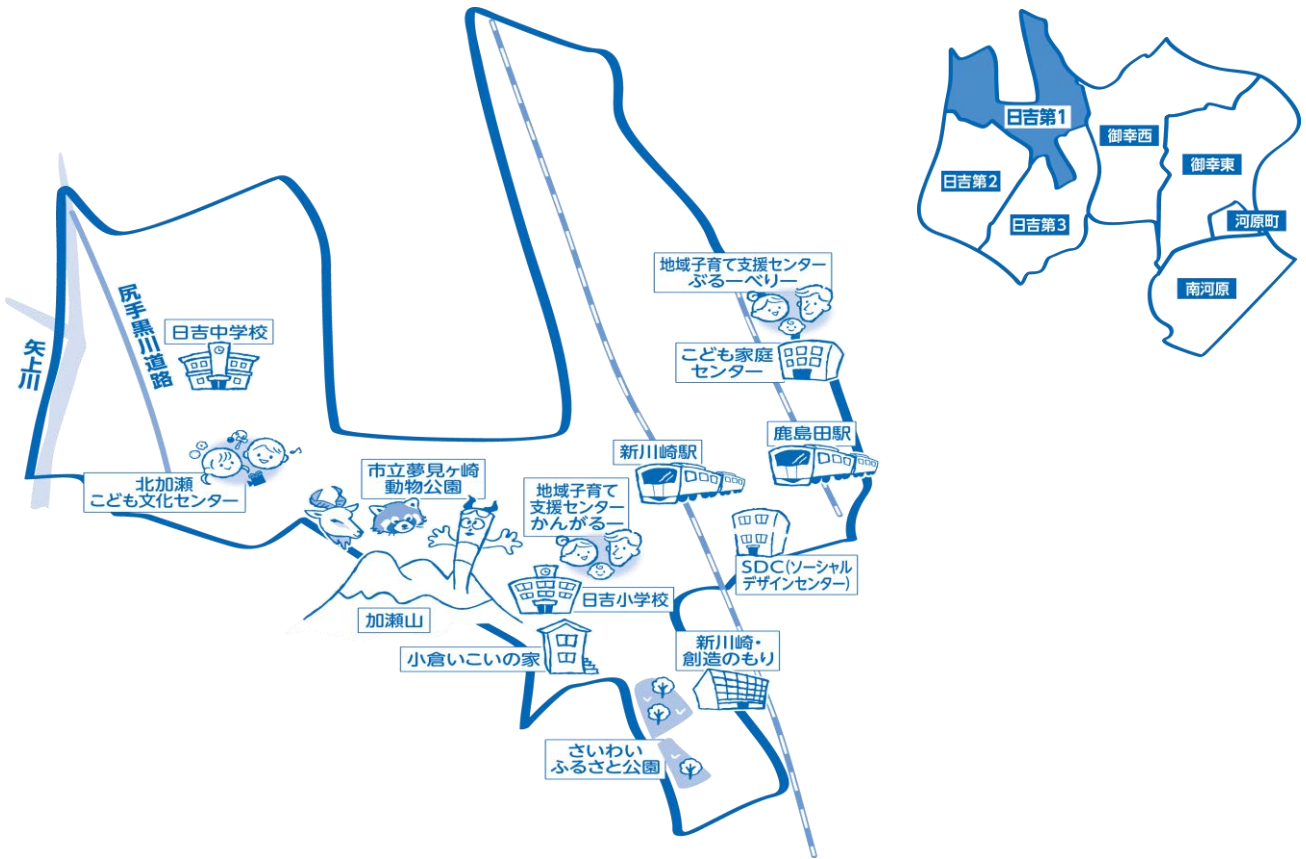 日吉第1
御幸西
御幸東
日吉第2
日吉第3
河原町
南河原
地域子育て支援センター
ぶるーべりー
尻手黒川道路
矢上川
日吉中学校
こども家庭
センター
鹿島田駅
新川崎駅
北加瀬
こども文化センター
市立夢見ヶ崎
動物公園
地域子育て
支援センター
かんがるー
SDC(ソーシャル
デザインセンター)
日吉小学校
加瀬山
小倉いこいの家
新川崎・
創造のもり
さいわい
ふるさと公園